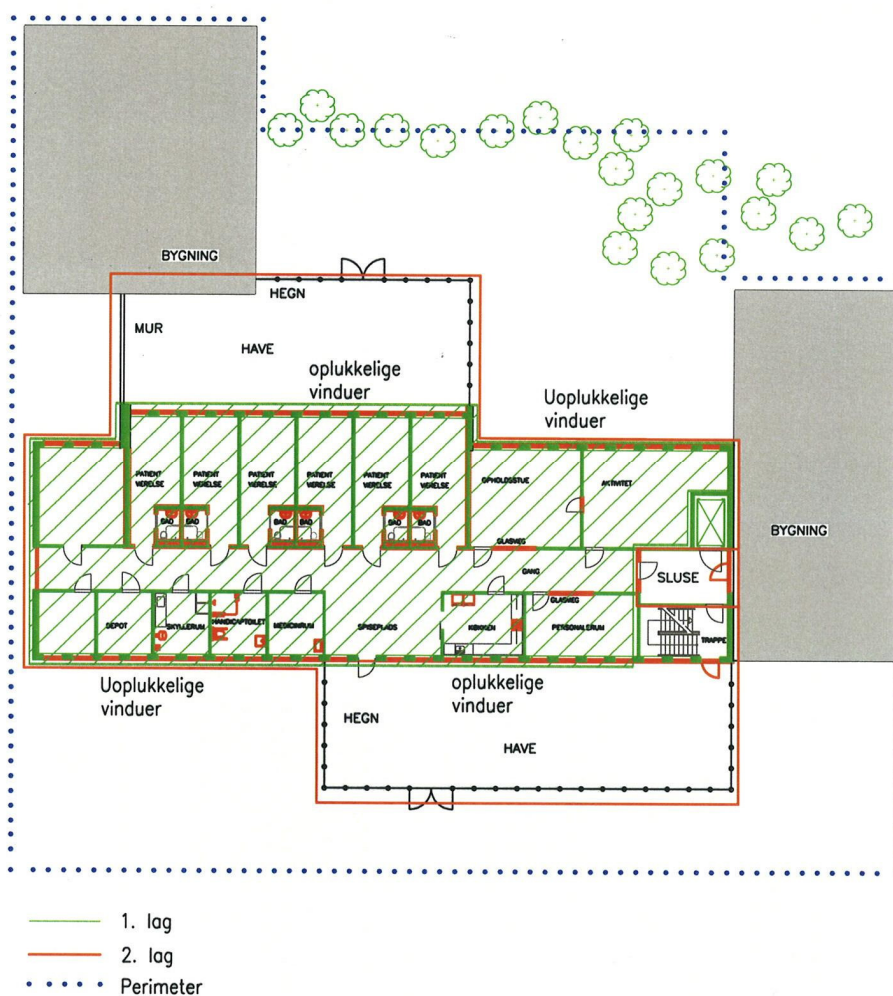 BYGNING
HEGN
MUR
HAVE
oplukkelige
vinduer
Uoplukkelige
vinduer
PATIENT
VÆRELSE
PATIENT
VÆRELSE
PATIENT
VÆRELSE
PATIENT
VÆRELSE
PATIENT
VÆRELSE
PATIENT
VÆRELSE
OPHOLDSSTUE
AKTIVITET
BAD
BAD
BAD
BAD
BAD
BAD
BYGNING
GLASVÆG
GANG
SLUSE
GLASVÆG
DEPOT
SKYLLERUM
HANDICAPTOILET
MEDICINRUM
SPISEPLADS
KØKKEN
PERSONALERUM
TRAPPE
Uoplukkelige
vinduer
oplukkelige
vinduer
HEGN
HAVE
1. lag
2. lag
Perimeter